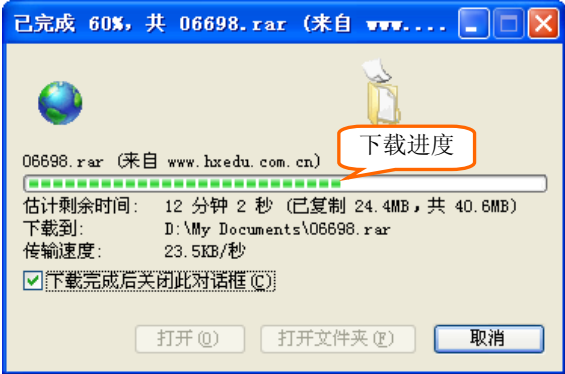 已完成 60%，共 06698.rar (来自 www....
下载进度
06698.rar (来自 www.hxedu.com.cn)
估计剩余时间： 12 分钟 2 秒 (已复制 24.4MB，共 40.6MB)
下载到： D:\My Documents\06698.rar
传输速度： 23.5KB/秒
下载完成后关闭此对话框(C)
打开(O) 打开文件夹(F) 取消